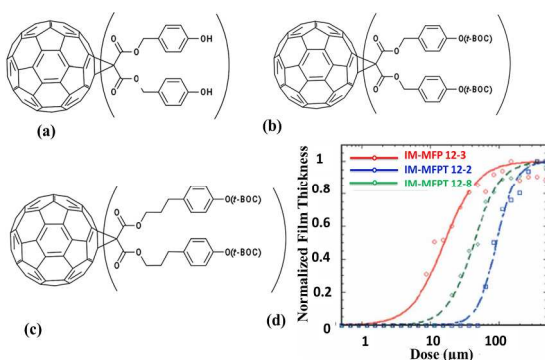 O
O
OH
O
O
OH
(a)
O
O
O(t-BOC)
O
O
O(t-BOC)
(b)
O
O
O(t-BOC)
O
O
O(t-BOC)
(c)
(d)
Normalized Film Thickness
1
0.8
0.6
0.4
0.2
0
IM-MFP 12-3
IM-MFPT 12-2
IM-MFPT 12-8
1 10 100
Dose (µm)